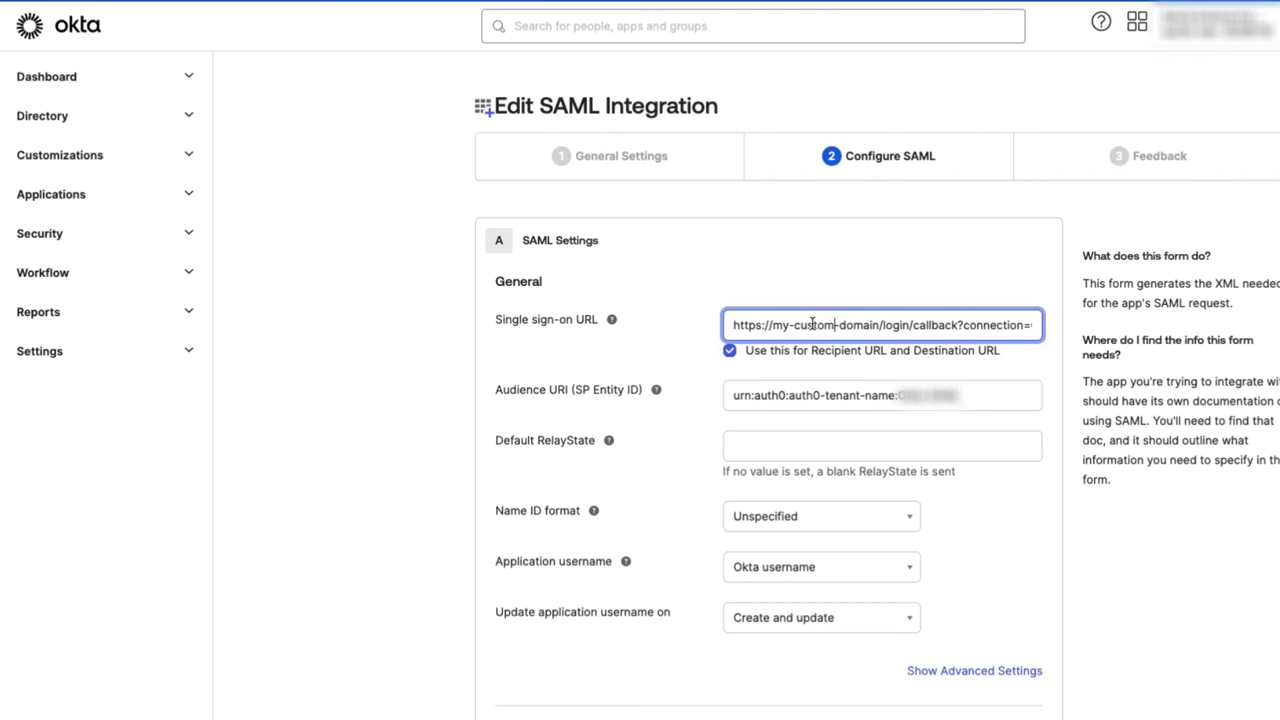 okta
Search for people, apps and groups
Dashboard
Directory
Customizations
Applications
Security
Workflow
Reports
Settings
Edit SAML Integration
1 General Settings
2 Configure SAML
3 Feedback
A SAML Settings
General
Single sign-on URL
https://my-custom-domain/login/callback?connection=
Use this for Recipient URL and Destination URL
Audience URI (SP Entity ID)
urn:auth0:auth0-tenant-name:
Default RelayState
If no value is set, a blank RelayState is sent
Name ID format
Unspecified
Application username
Okta username
Update application username on
Create and update
Show Advanced Settings
What does this form do?
This form generates the XML needed
for the app's SAML request.
Where do I find the info this form
needs?
The app you're trying to integrate wi
should have its own documentation o
using SAML. You'll need to find that
doc, and it should outline what
information you need to specify in th
form.